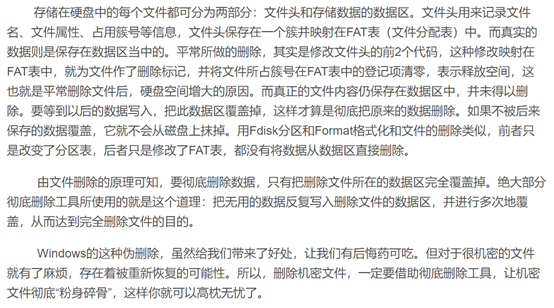 存储在硬盘中的每个文件都可分为两部分：文件头和存储数据的数据区。文件头用来记录文件
名、文件属性、占用簇号等信息，文件头保存在一个簇并映射在FAT表（文件分配表）中。而真实的
数据则是保存在数据区当中的。平常所做的删除，其实是修改文件头的前2个代码，这种修改映射在
FAT表中，就为文件作了删除标记，并将文件所占簇号在FAT表中的登记项清零，表示释放空间，这
也就是平常删除文件后，硬盘空间增大的原因。而真正的文件内容仍保存在数据区中，并未得以删
除。要等到以后的数据写入，把此数据区覆盖掉，这样才算是彻底把原来的数据删除。如果不被后来
保存的数据覆盖，它就不会从磁盘上抹掉。用Fdisk分区和Format格式化和文件的删除类似，前者只
是改变了分区表，后者只是修改了FAT表，都没有将数据从数据区直接删除。
由文件删除的原理可知，要彻底删除数据，只有把删除文件所在的数据区完全覆盖掉。绝大部分
彻底删除工具所使用的就是这个道理：把无用的数据反复写入删除文件的数据区，并进行多次地覆
盖，从而达到完全删除文件的目的。
Windows的这种伪删除，虽然给我们带来了好处，让我们有后悔药可吃。但对于很机密的文件
就有了麻烦，存在着被重新恢复的可能性。所以，删除机密文件，一定要借助彻底删除工具，让机密
文件彻底“粉身碎骨”，这样你就可以高枕无忧了。